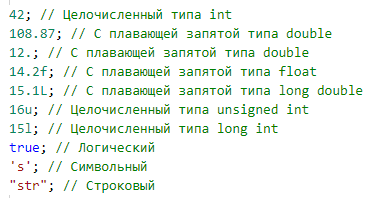 42; // Целочисленный типа int
108.87; // С плавающей запятой типа double
12.; // С плавающей запятой типа double
14.2f; // С плавающей запятой типа float
15.1L; // С плавающей запятой типа long double
16u; // Целочисленный типа unsigned int
15l; // Целочисленный типа long int
true; // Логический
's'; // Символьный
"str"; // Строковый